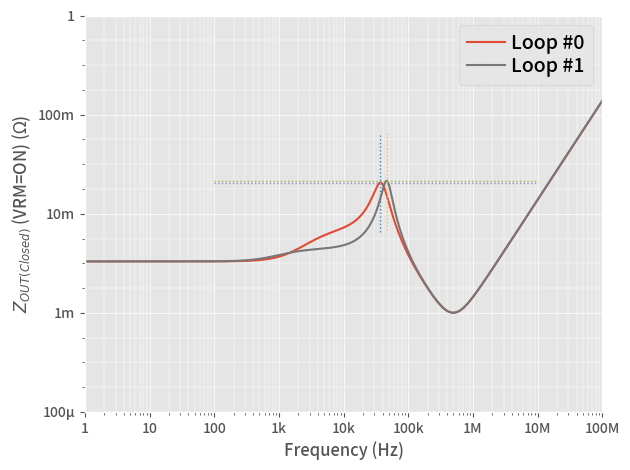 1
100m
10m
1m
100µ
Z_OUT(Closed) (VRM=ON) (Ω)
Loop #0
Loop #1
1 10 100 1k 10k 100k 1M 10M 100M
Frequency (Hz)